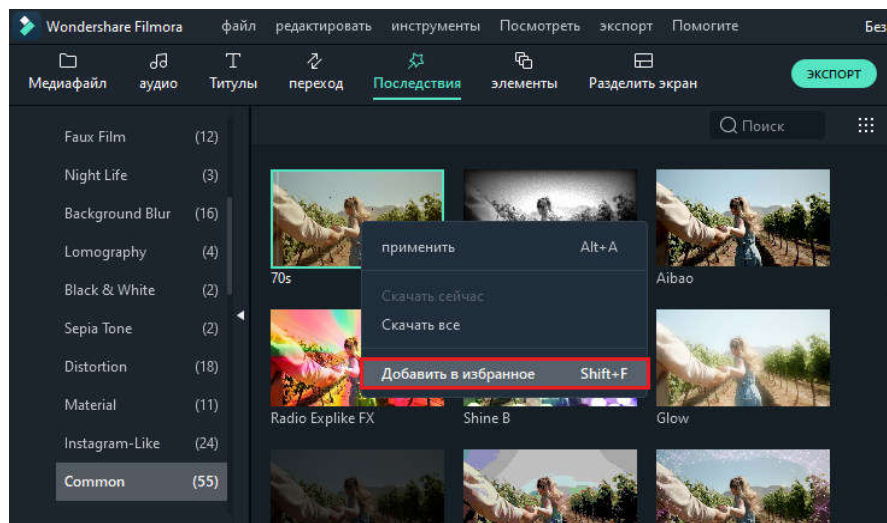 Wondershare Filmora файл редактировать инструменты Посмотреть экспорт Помогите Без
Медиафайл аудио Титулы переход Последствия элементы Разделить экран ЭКСПОРТ
Поиск
Faux Film (12)
Night Life (3)
Background Blur (16)
Lomography (4)
Black & White (2)
Sepia Tone (2)
Distortion (18)
Material (11)
Instagram-Like (24)
Common (55)
70s
Aibao
применить Alt+A
Скачать сейчас
Скачать все
Добавить в избранное Shift+F
Radio Explike FX
Shine B
Glow